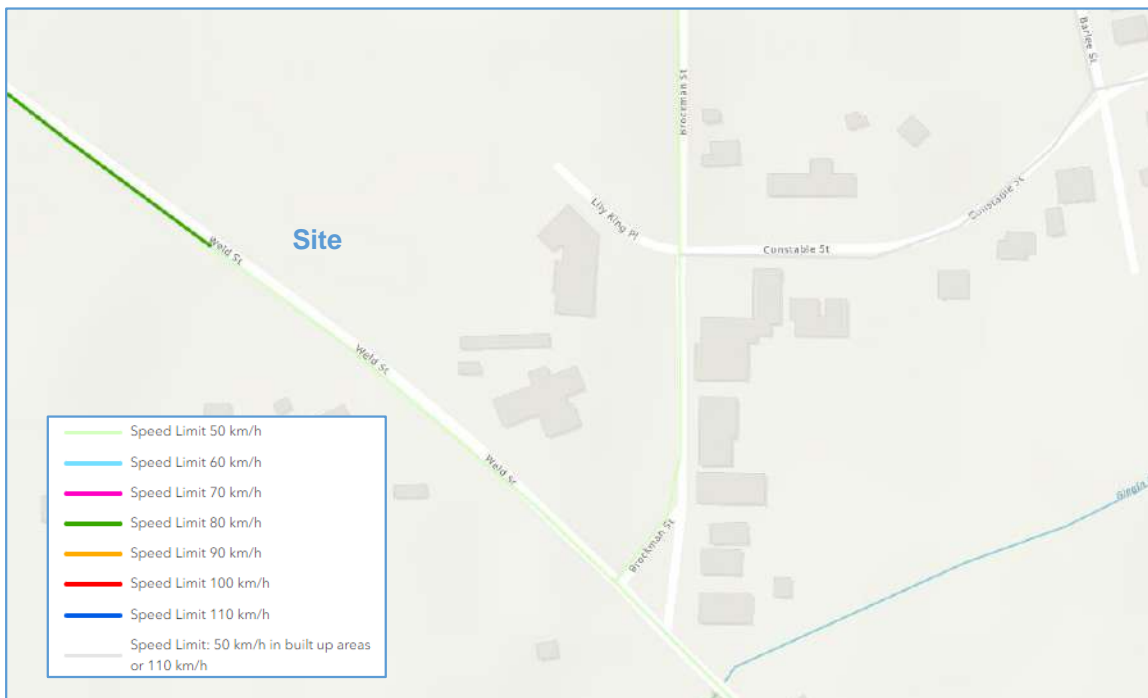 Barlee St
Brockman St
Lily King Pl
Constable St
Constable St
Site
Weld St
Weld St
Weld St
Brockman St
Gingin
Speed Limit 50 km/h
Speed Limit 60 km/h
Speed Limit 70 km/h
Speed Limit 80 km/h
Speed Limit 90 km/h
Speed Limit 100 km/h
Speed Limit 110 km/h
Speed Limit: 50 km/h in built up areas
or 110 km/h